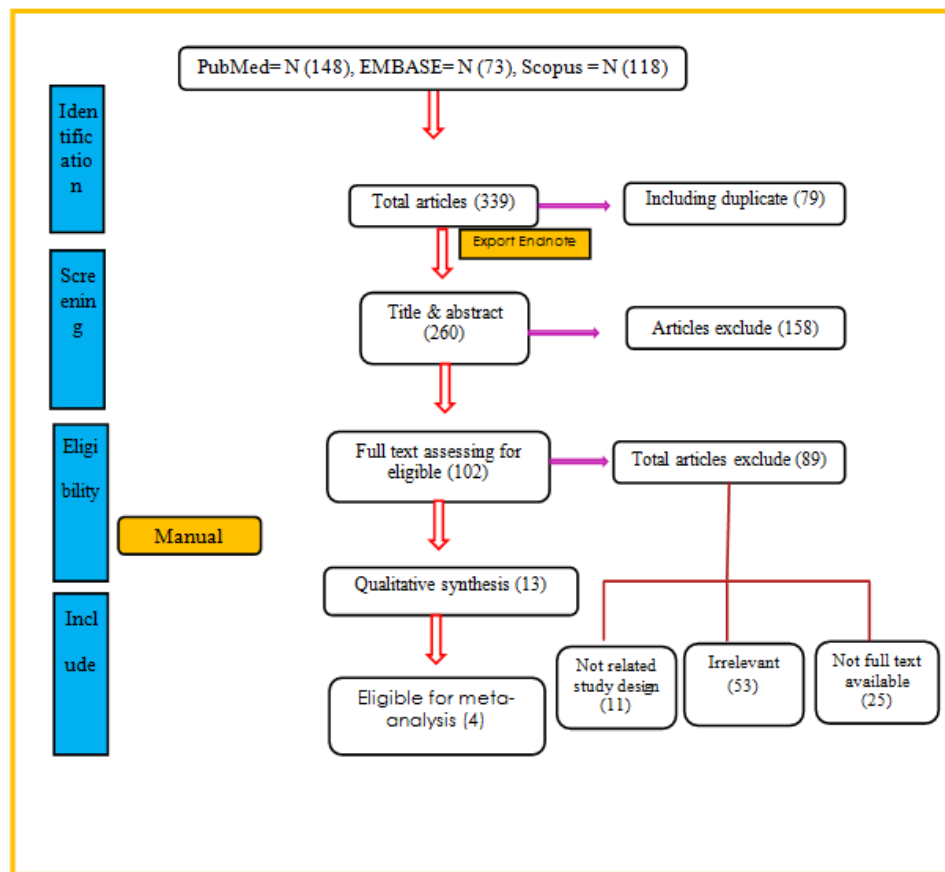 PubMed= N (148), EMBASE= N (73), Scopus = N (118)
Iden
tific
atio
n
Total articles (339)
Including duplicate (79)
Export Endnote
Scre
enin
g
Title & abstract
(260)
Articles exclude (158)
Eligi
bility
Full text assessing for
eligible (102)
Total articles exclude (89)
Manual
Qualitative synthesis (13)
Incl
ude
Eligible for meta-
analysis (4)
Not related
study design
(11)
Irrelevant
(53)
Not full text
available
(25)